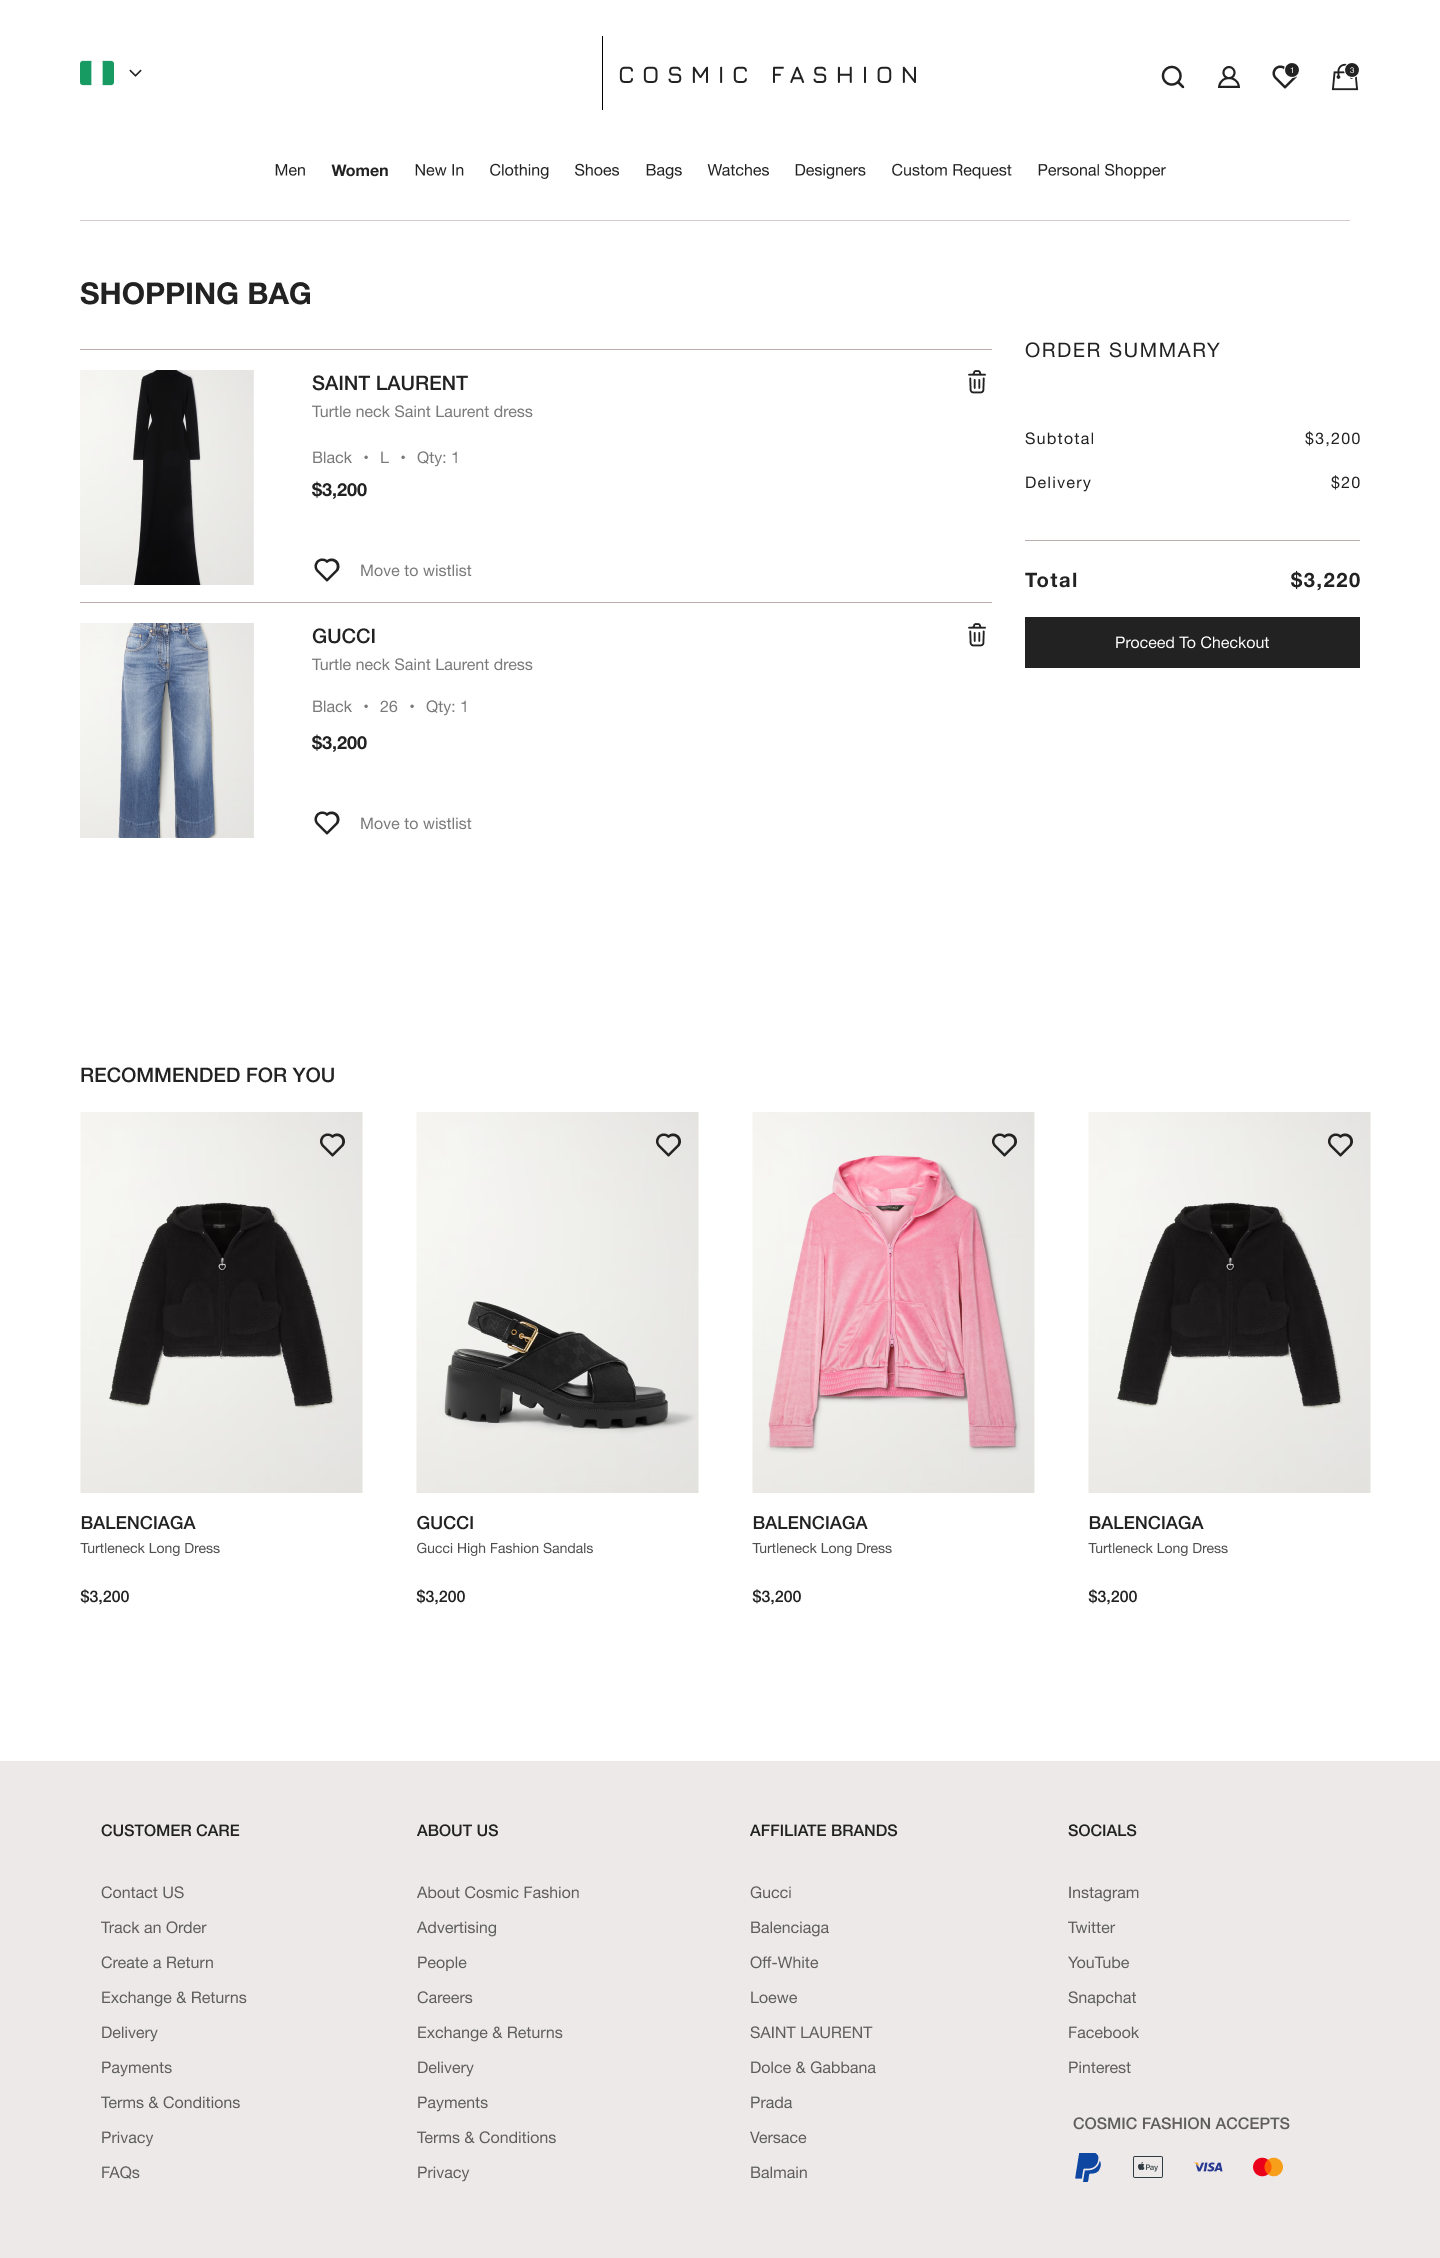 COSMIC FASHION
1
3
Men Women New In Clothing Shoes Bags Watches Designers Custom Request Personal Shopper
SHOPPING BAG
SAINT LAURENT
Turtle neck Saint Laurent dress
Black • L • Qty: 1
$3,200
Move to wistlist
GUCCI
Turtle neck Saint Laurent dress
Black • 26 • Qty: 1
$3,200
Move to wistlist
ORDER SUMMARY
Subtotal $3,200
Delivery $20
Total $3,220
Proceed To Checkout
RECOMMENDED FOR YOU
BALENCIAGA
Turtleneck Long Dress
$3,200
GUCCI
Gucci High Fashion Sandals
$3,200
BALENCIAGA
Turtleneck Long Dress
$3,200
BALENCIAGA
Turtleneck Long Dress
$3,200
CUSTOMER CARE
Contact US
Track an Order
Create a Return
Exchange & Returns
Delivery
Payments
Terms & Conditions
Privacy
FAQs
ABOUT US
About Cosmic Fashion
Advertising
People
Careers
Exchange & Returns
Delivery
Payments
Terms & Conditions
Privacy
AFFILIATE BRANDS
Gucci
Balenciaga
Off-White
Loewe
SAINT LAURENT
Dolce & Gabbana
Prada
Versace
Balmain
SOCIALS
Instagram
Twitter
YouTube
Snapchat
Facebook
Pinterest
COSMIC FASHION ACCEPTS
Pay
VISA